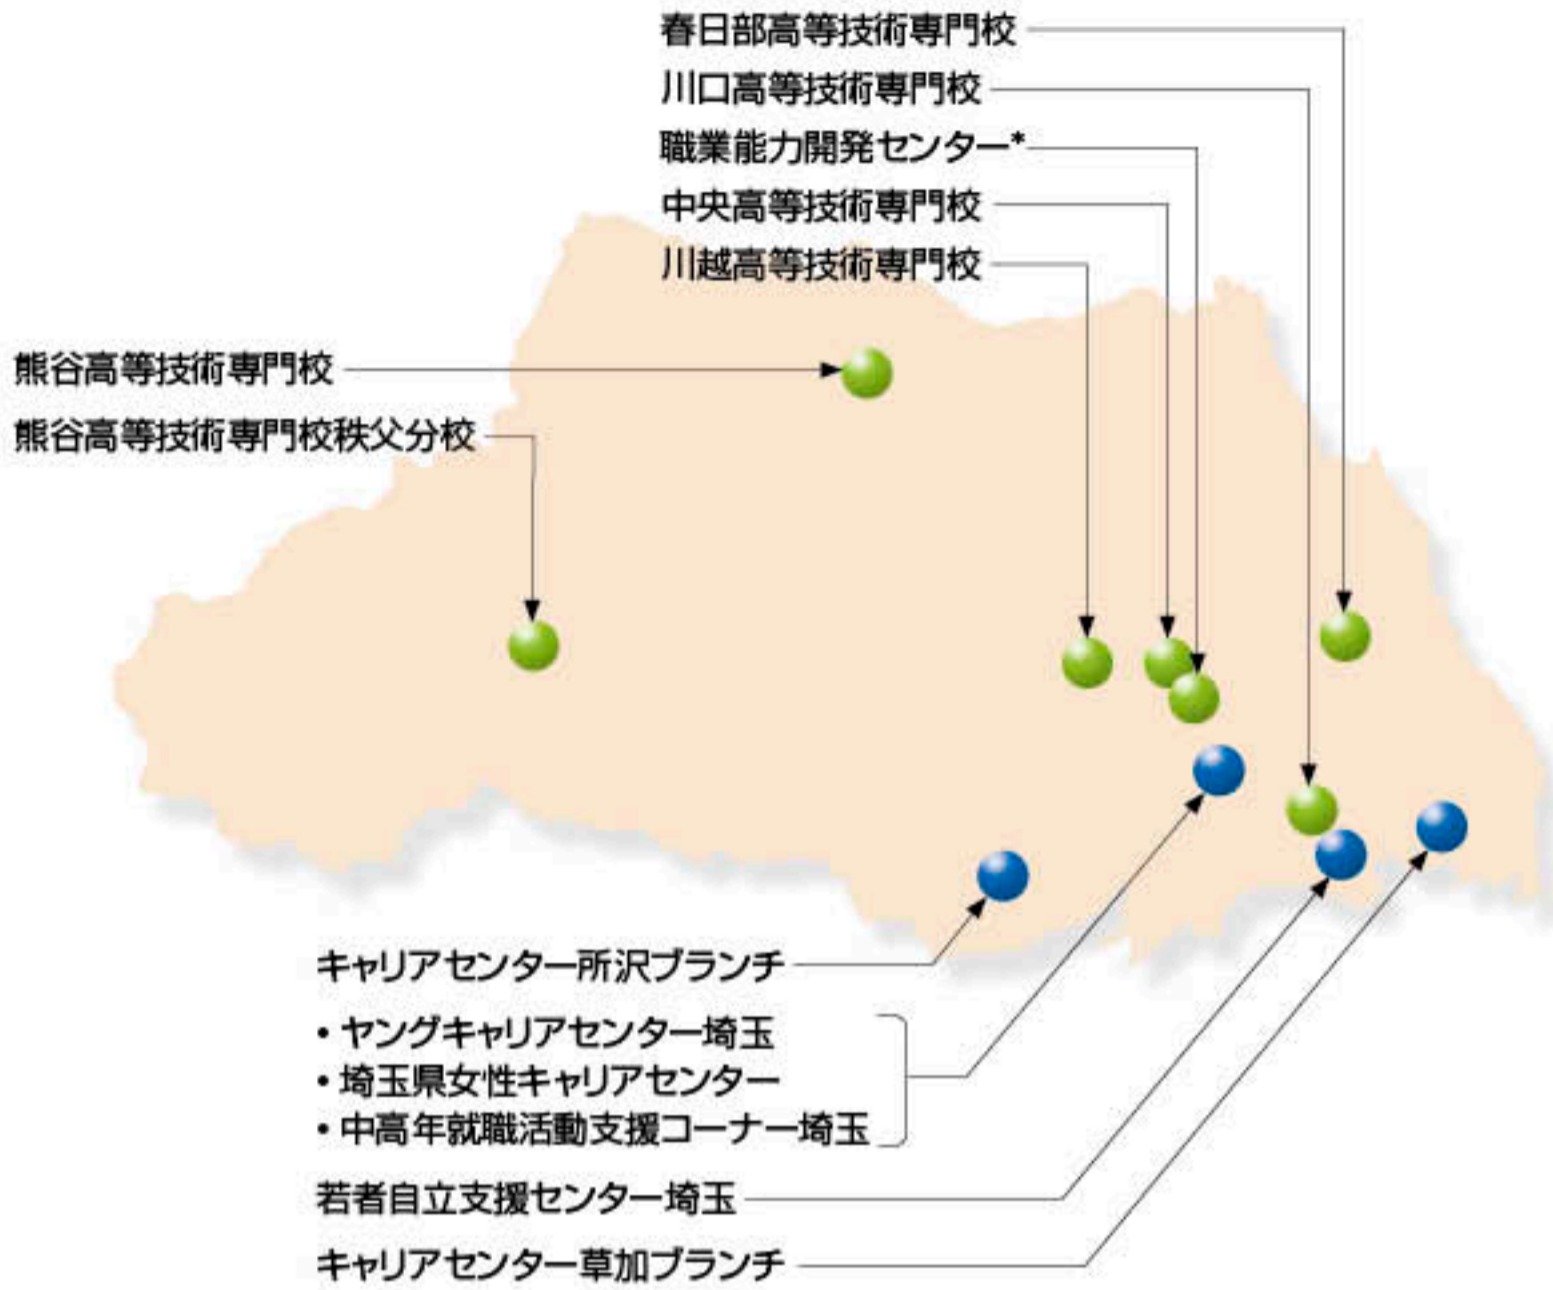 春日部高等技術専門校
川口高等技術専門校
職業能力開発センター*
中央高等技術専門校
川越高等技術専門校
熊谷高等技術専門校
熊谷高等技術専門校秩父分校
キャリアセンター所沢ブランチ
・ヤングキャリアセンター埼玉
・埼玉県女性キャリアセンター
・中高年就職活動支援コーナー埼玉
若者自立支援センター埼玉
キャリアセンター草加ブランチ